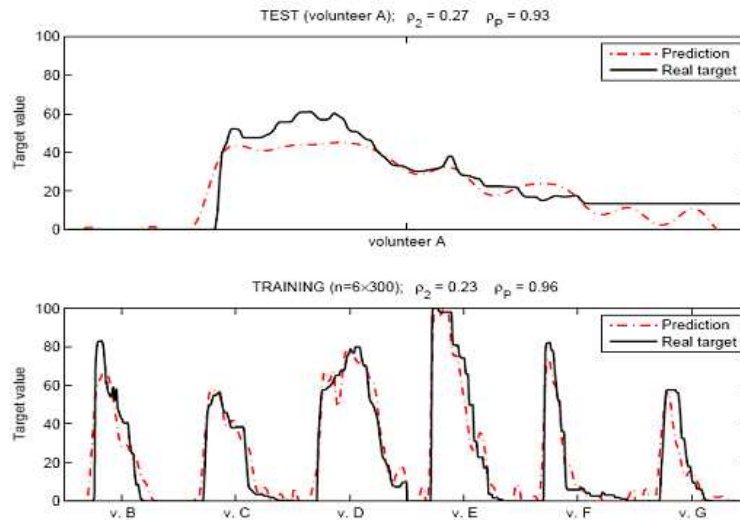 TEST (volunteer A); ρ2 = 0.27 ρP = 0.93
100
80
60
40
20
0
Target value
Prediction
Real target
volunteer A
TRAINING (n=6×300); ρ2 = 0.23 ρP = 0.96
100
80
60
40
20
0
Target value
Prediction
Real target
v. B v. C v. D v. E v. F v. G